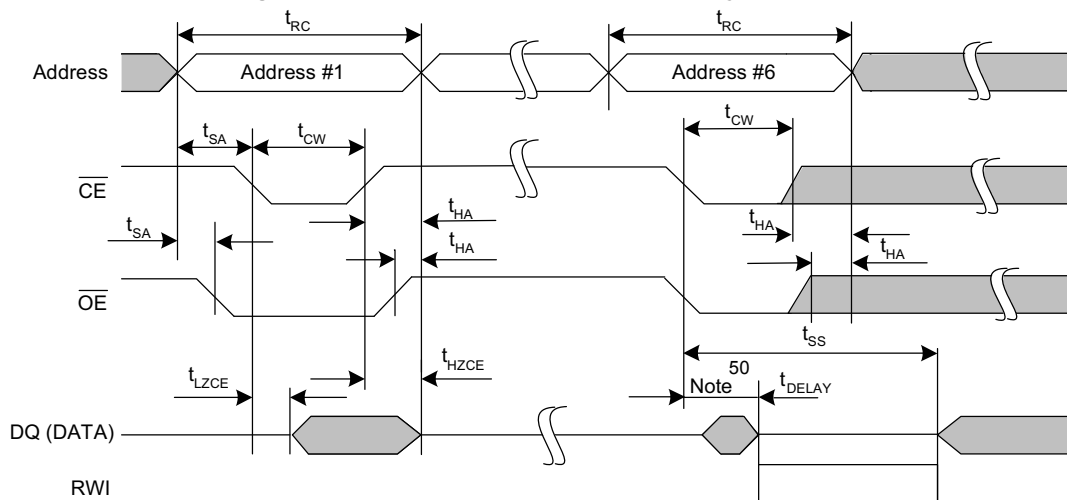 tRC tRC
Address Address #1 Address #6
tSA tCW tCW
CE
tSA tHA tHA
tHA tHA
OE
tSS
tLZCE tHZCE 50
Note tDELAY
DQ (DATA)
RWI